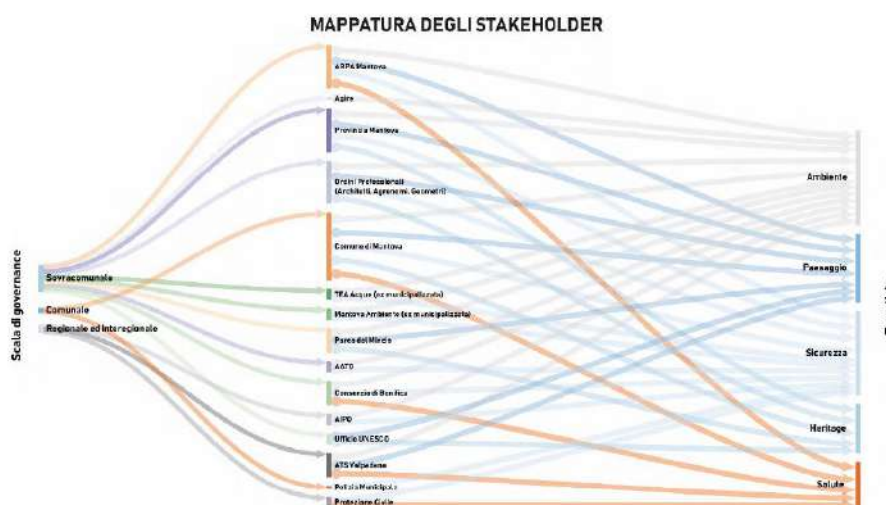 MAPPATURA DEGLI STAKEHOLDER
Scala di governance
Sovracomunale
Comunale
Regionale ed Interregionale
ARPA Mantova
Agire
Provincia Mantova
Ordini Professionali
(Architetti, Agronomi, Geometri)
Comune di Mantova
TEA Acque (ex municipalizzata)
Mantova Ambiente (ex municipalizzata)
Parco del Mincio
AATO
Consorzio di Bonifica
AIPO
Ufficio UNESCO
ATS Valpadana
Polizia Municipale
Protezione Civile
Ambiente
Paesaggio
Sicurezza
Heritage
Salute